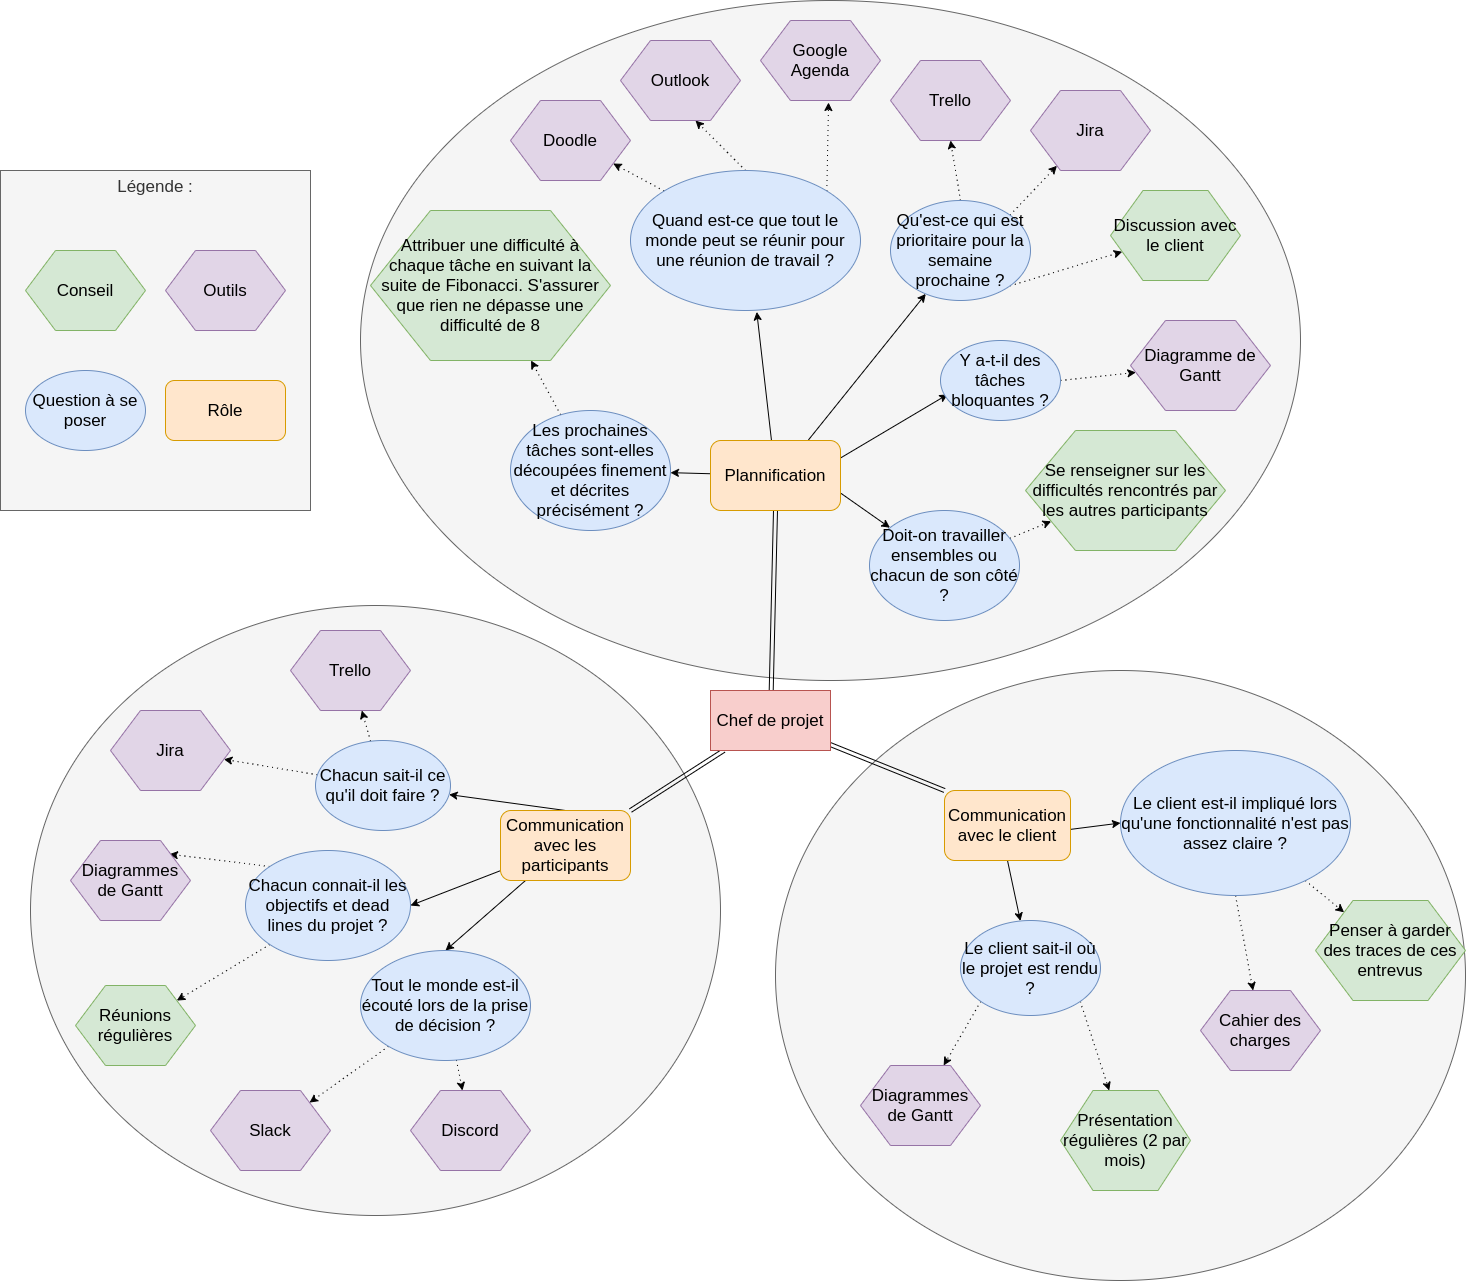 Légende :
Conseil
Outils
Question à se
poser
Rôle
Google
Agenda
Outlook
Trello
Doodle
Jira
Quand est-ce que tout le
monde peut se réunir pour
une réunion de travail ?
Qu'est-ce qui est
prioritaire pour la
semaine
prochaine ?
Discussion avec
le client
Attribuer une difficulté à
chaque tâche en suivant la
suite de Fibonacci. S'assurer
que rien ne dépasse une
difficulté de 8
Y a-t-il des
tâches
bloquantes ?
Diagramme de
Gantt
Les prochaines
tâches sont-elles
découpées finement
et décrites
précisément ?
Plannification
Se renseigner sur les
difficultés rencontrés par
les autres participants
Doit-on travailler
ensembles ou
chacun de son côté
?
Chef de projet
Trello
Jira
Chacun sait-il ce
qu'il doit faire ?
Communication
avec les
participants
Diagrammes
de Gantt
Chacun connait-il les
objectifs et dead
lines du projet ?
Réunions
régulières
Tout le monde est-il
écouté lors de la prise
de décision ?
Slack
Discord
Communication
avec le client
Le client est-il impliqué lors
qu'une fonctionnalité n'est pas
assez claire ?
Le client sait-il où
le projet est rendu
?
Penser à garder
des traces de ces
entrevus
Cahier des
charges
Diagrammes
de Gantt
Présentation
régulières (2 par
mois)